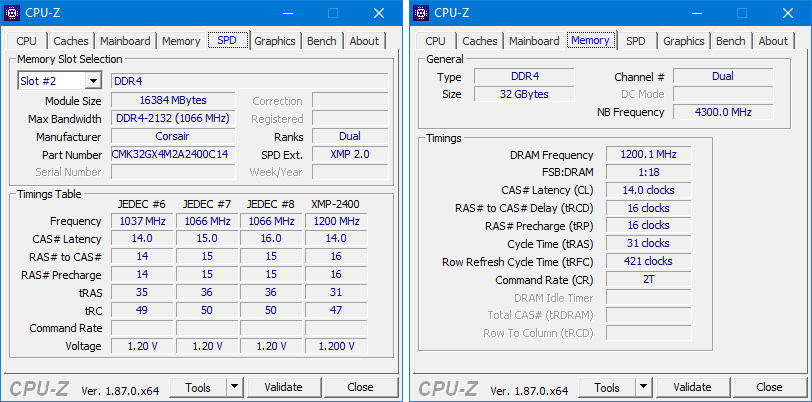 CPU-Z
CPU Caches Mainboard Memory SPD Graphics Bench About
Memory Slot Selection
Slot #2 DDR4
Module Size 16384 MBytes Correction
Max Bandwidth DDR4-2132 (1066 MHz) Registered
Manufacturer Corsair Ranks Dual
Part Number CMK32GX4M2A2400C14 SPD Ext. XMP 2.0
Serial Number Week/Year
Timings Table
JEDEC #6 JEDEC #7 JEDEC #8 XMP-2400
Frequency 1037 MHz 1066 MHz 1066 MHz 1200 MHz
CAS# Latency 14.0 15.0 16.0 14.0
RAS# to CAS# 14 15 15 16
RAS# Precharge 14 15 15 16
tRAS 35 36 36 31
tRC 49 50 50 47
Command Rate
Voltage 1.20 V 1.20 V 1.20 V 1.200 V
CPU-Z Ver. 1.87.0.x64 Tools Validate Close
CPU-Z
CPU Caches Mainboard Memory SPD Graphics Bench About
General
Type DDR4 Channel # Dual
Size 32 GBytes DC Mode
NB Frequency 4300.0 MHz
Timings
DRAM Frequency 1200.1 MHz
FSB:DRAM 1:18
CAS# Latency (CL) 14.0 clocks
RAS# to CAS# Delay (tRCD) 16 clocks
RAS# Precharge (tRP) 16 clocks
Cycle Time (tRAS) 31 clocks
Row Refresh Cycle Time (tRFC) 421 clocks
Command Rate (CR) 2T
DRAM Idle Timer
Total CAS# (tRDRAM)
Row To Column (tRCD)
CPU-Z Ver. 1.87.0.x64 Tools Validate Close